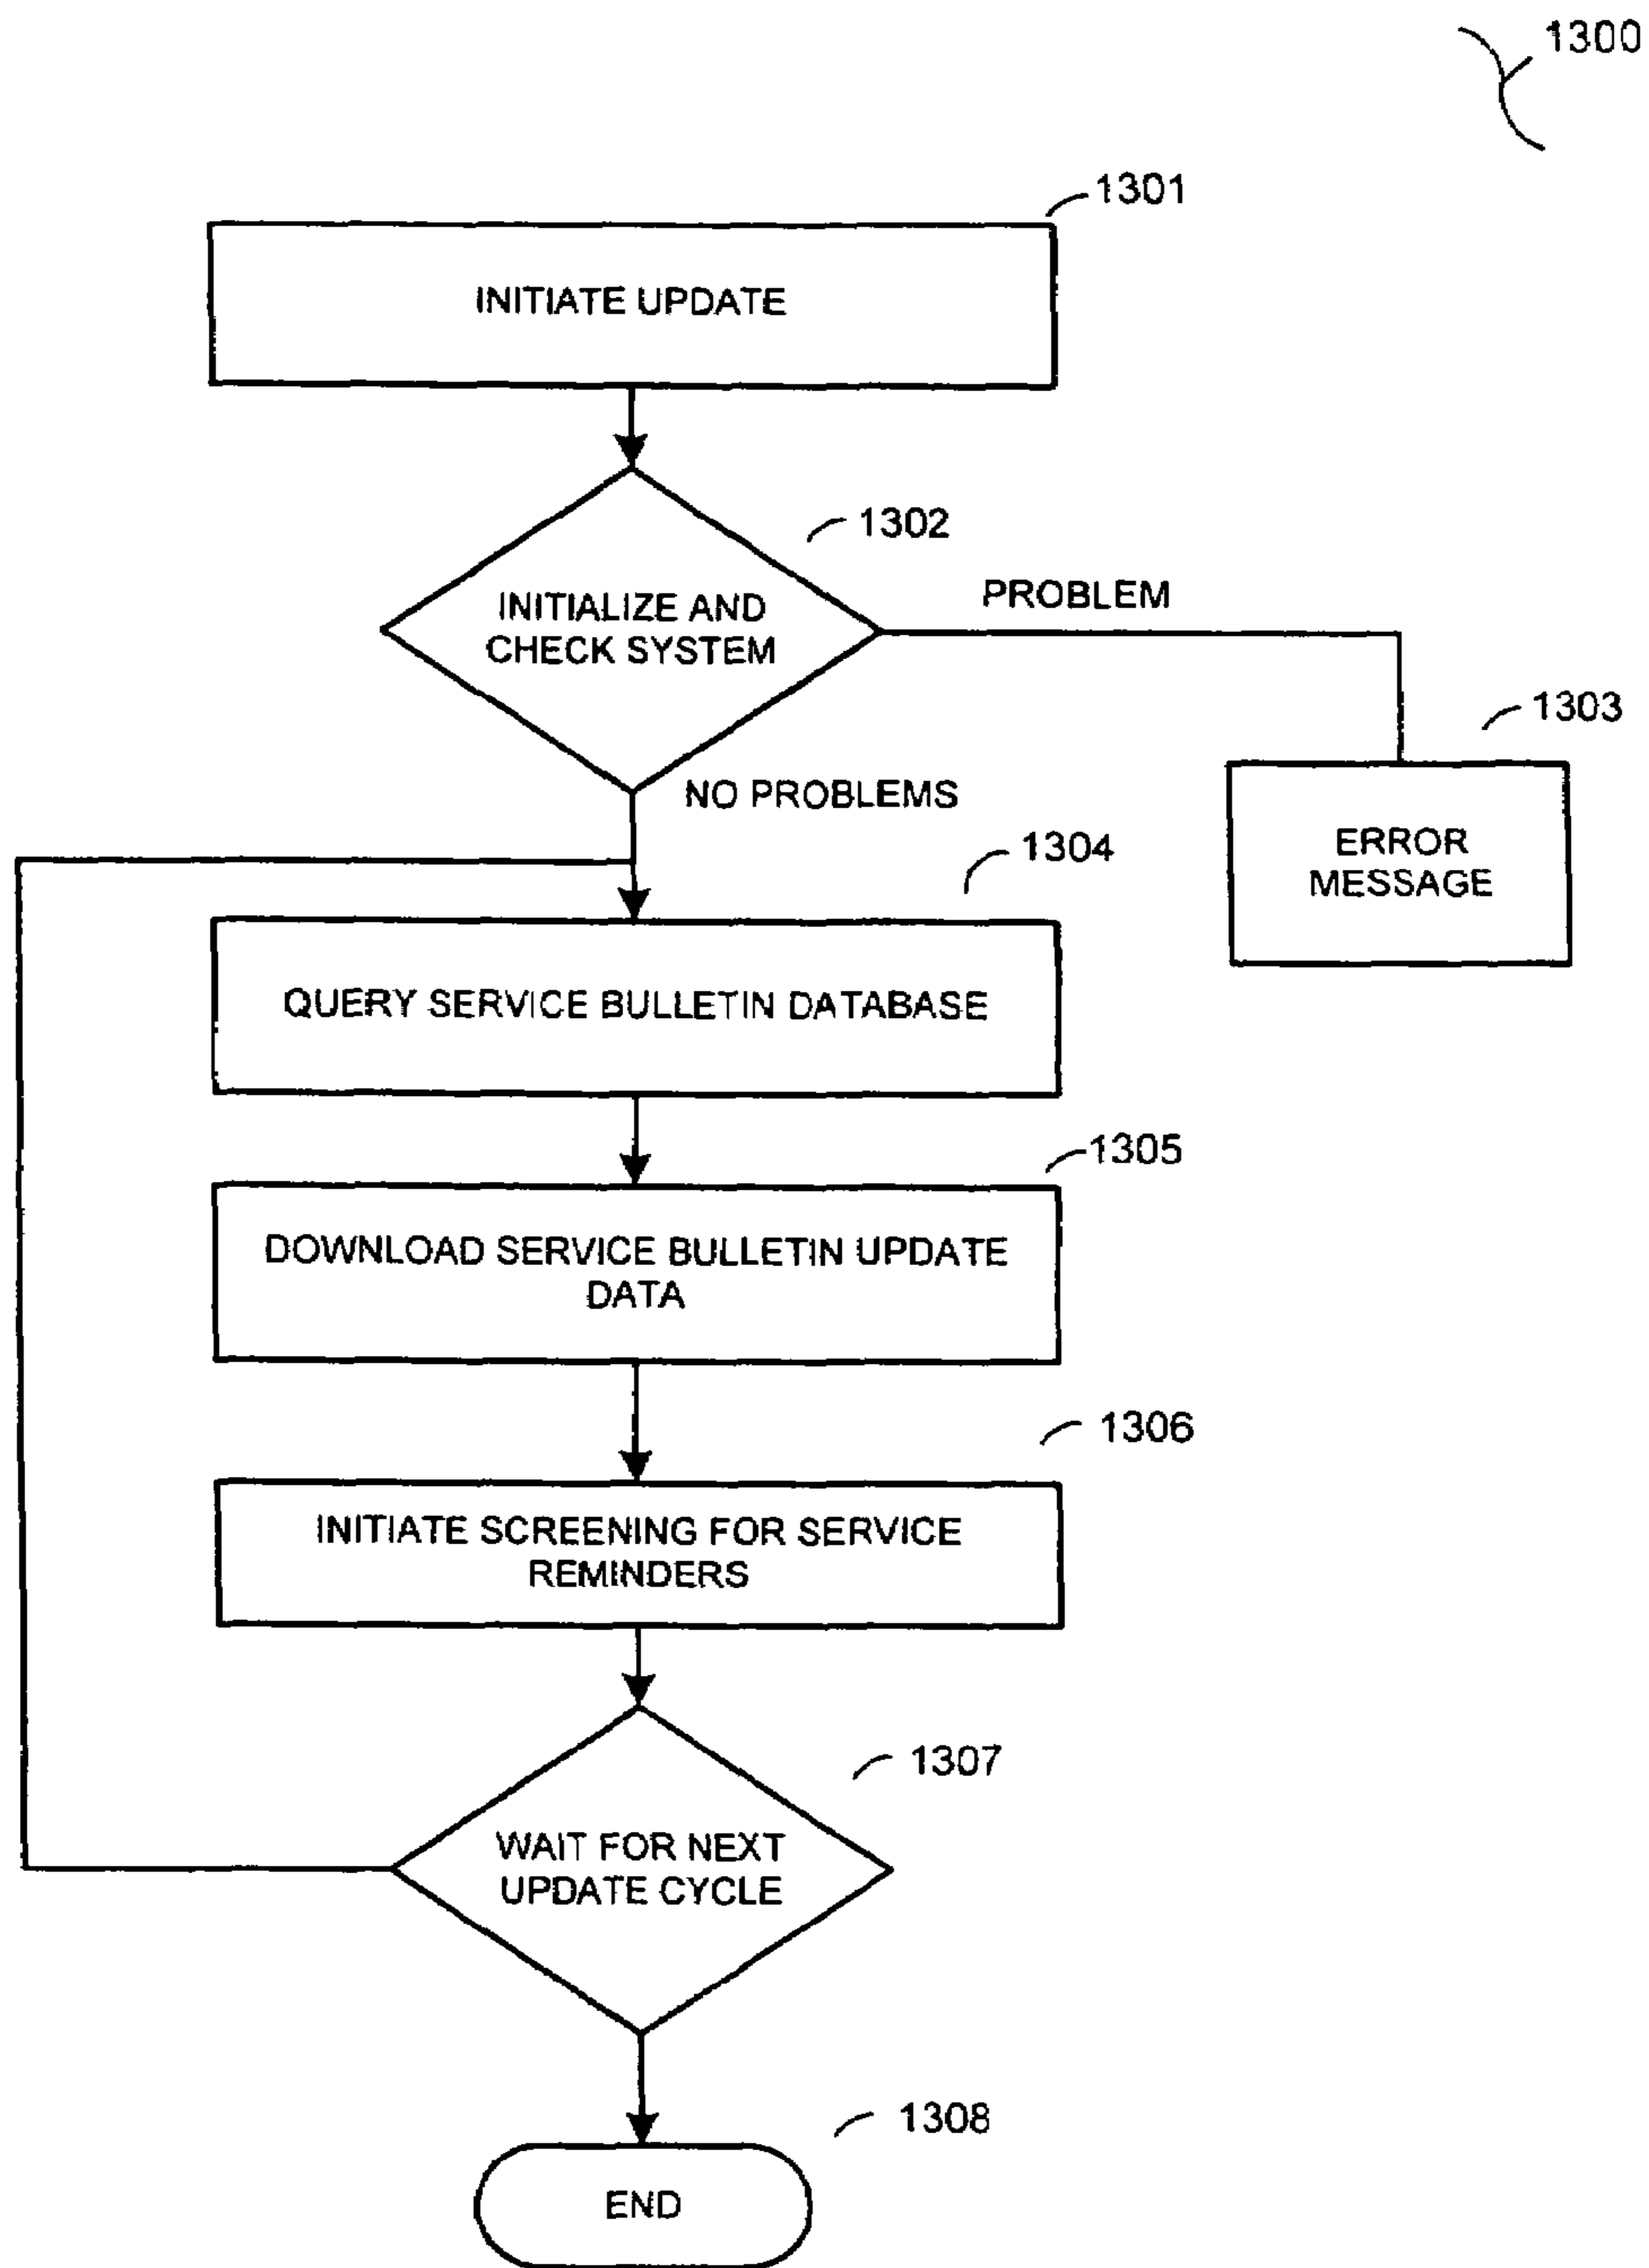 1300
1301
INITIATE UPDATE
1302
INITIALIZE AND
CHECK SYSTEM
PROBLEM
1303
ERROR
MESSAGE
NO PROBLEMS
1304
QUERY SERVICE BULLETIN DATABASE
1305
DOWNLOAD SERVICE BULLETIN UPDATE
DATA
1306
INITIATE SCREENING FOR SERVICE
REMINDERS
1307
WAIT FOR NEXT
UPDATE CYCLE
1308
END